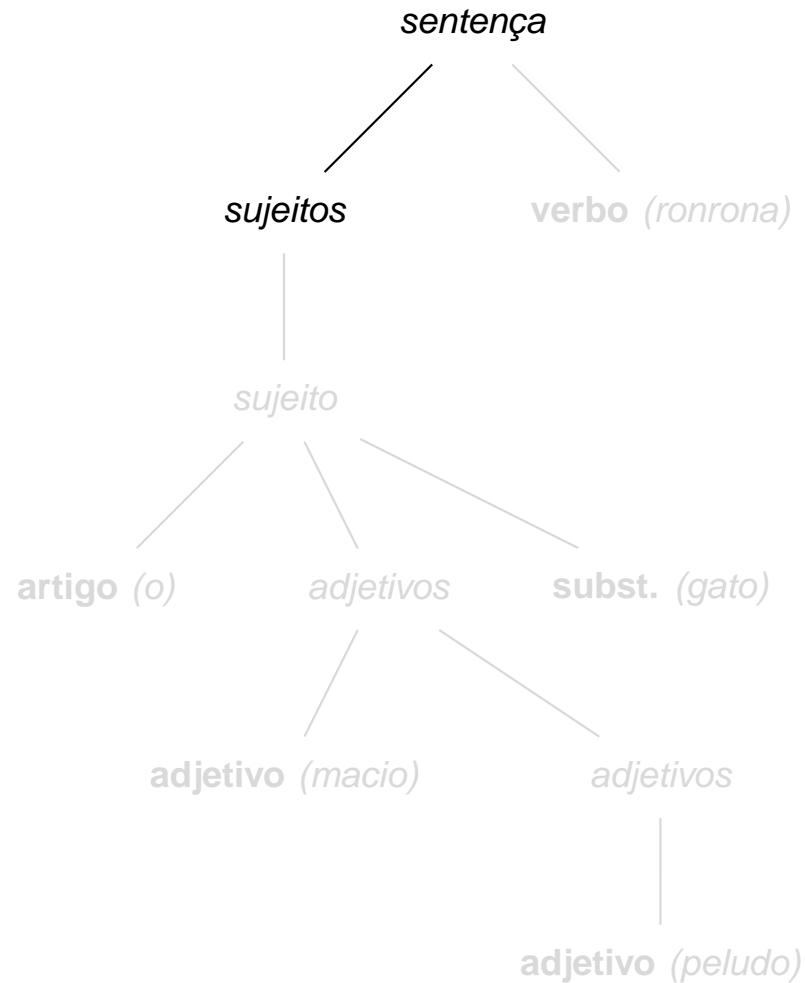 sentença
sujeitos verbo (ronrona)
sujeito
artigo (o) adjetivos subst. (gato)
adjetivo (macio) adjetivos
adjetivo (peludo)